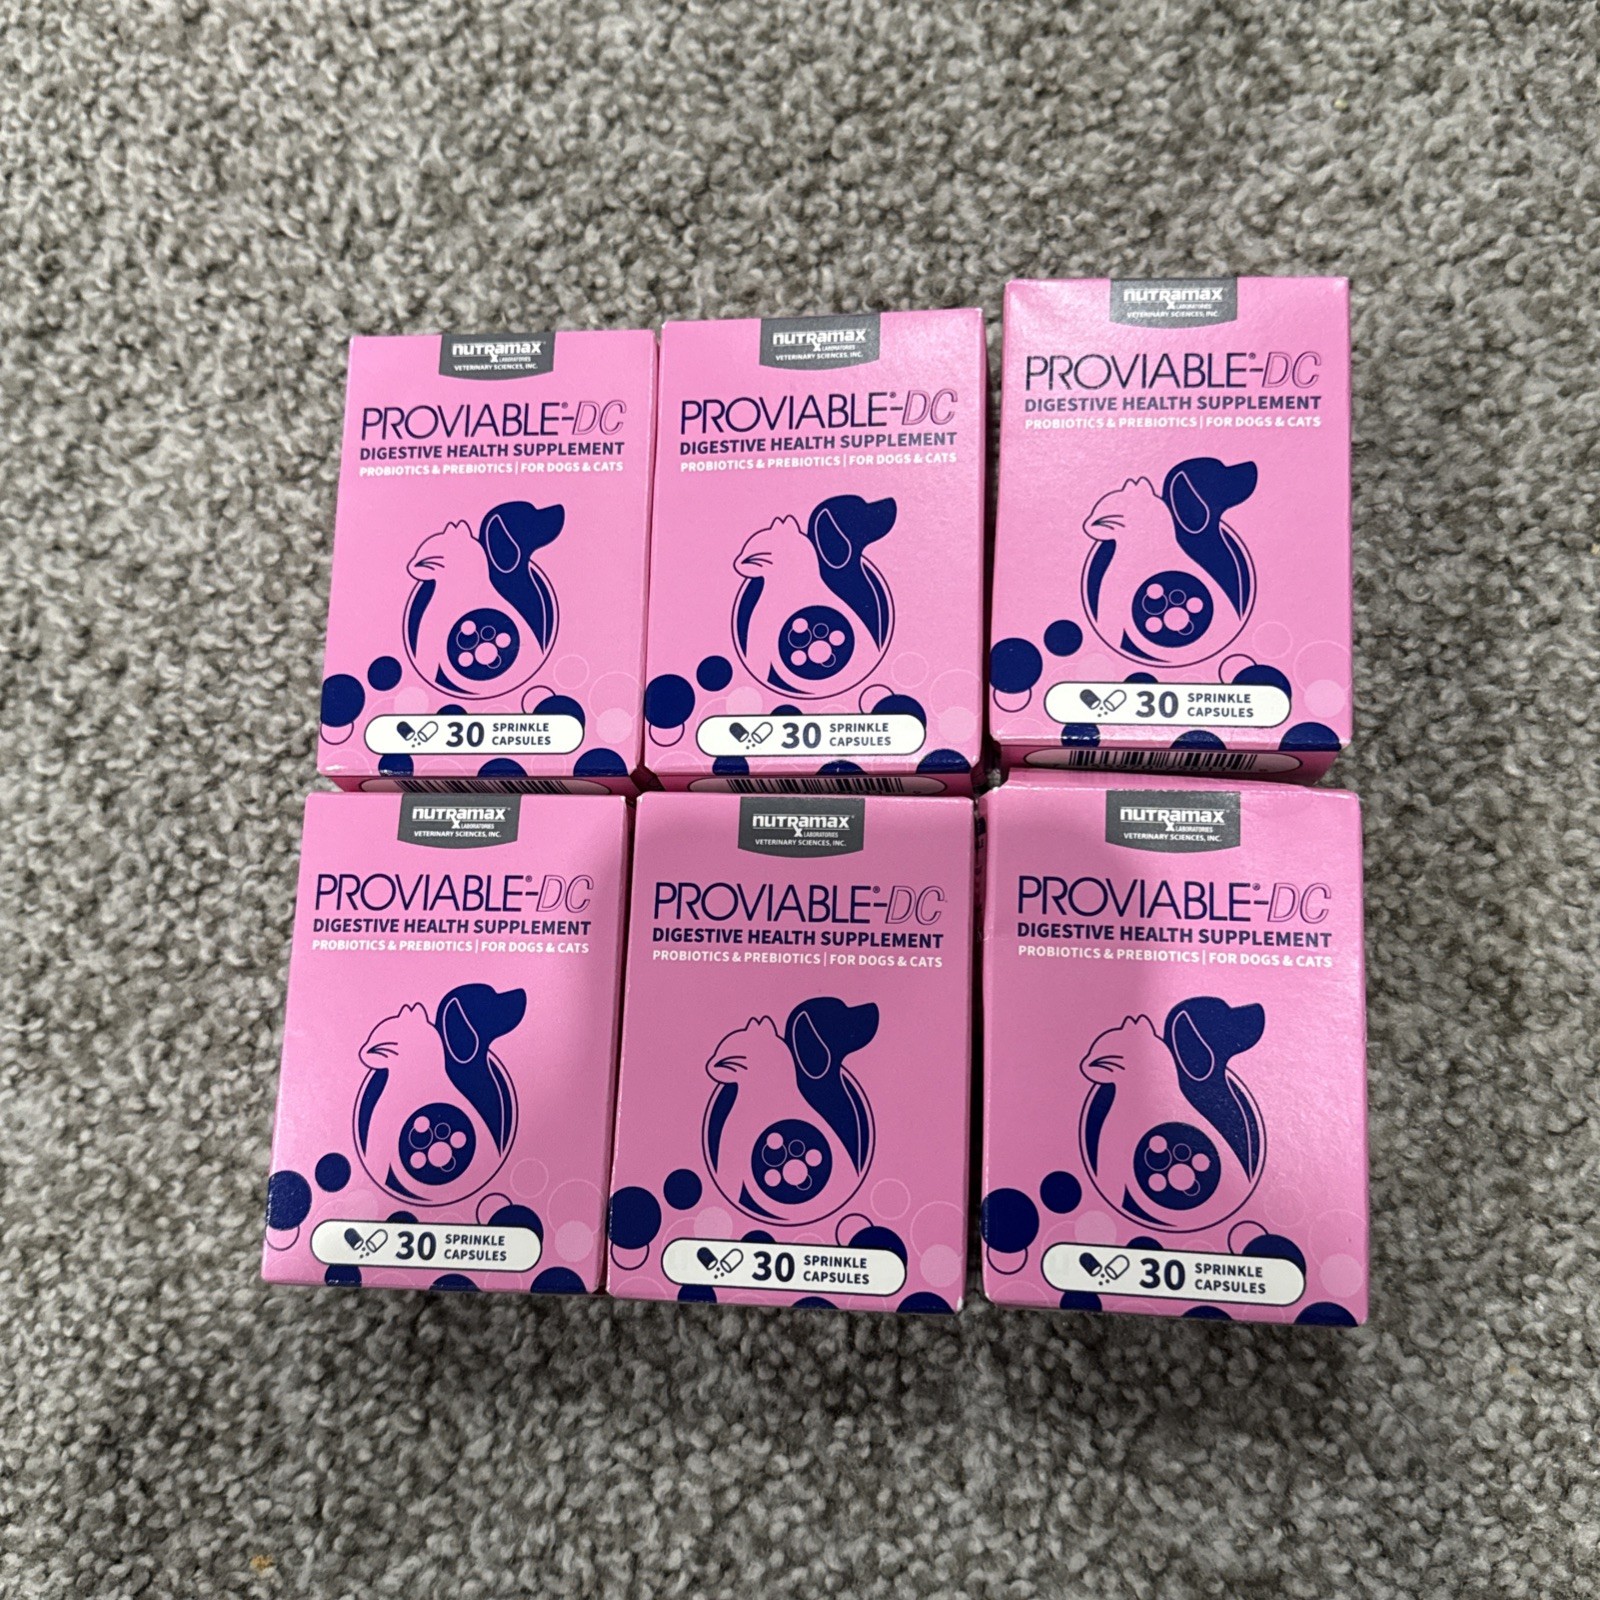 nutramax
LABORATORIES
VETERINARY SCIENCES, INC.
PROVIABLE®-DC
DIGESTIVE HEALTH SUPPLEMENT
PROBIOTICS & PREBIOTICS | FOR DOGS & CATS
30 SPRINKLE
CAPSULES
nutramax
LABORATORIES
VETERINARY SCIENCES, INC.
PROVIABLE®-DC
DIGESTIVE HEALTH SUPPLEMENT
PROBIOTICS & PREBIOTICS | FOR DOGS & CATS
30 SPRINKLE
CAPSULES
nutramax
LABORATORIES
VETERINARY SCIENCES, INC.
PROVIABLE®-DC
DIGESTIVE HEALTH SUPPLEMENT
PROBIOTICS & PREBIOTICS | FOR DOGS & CATS
30 SPRINKLE
CAPSULES
nutramax
LABORATORIES
VETERINARY SCIENCES, INC.
PROVIABLE®-DC
DIGESTIVE HEALTH SUPPLEMENT
PROBIOTICS & PREBIOTICS | FOR DOGS & CATS
30 SPRINKLE
CAPSULES
nutramax
LABORATORIES
VETERINARY SCIENCES, INC.
PROVIABLE®-DC
DIGESTIVE HEALTH SUPPLEMENT
PROBIOTICS & PREBIOTICS | FOR DOGS & CATS
30 SPRINKLE
CAPSULES
nutramax
LABORATORIES
VETERINARY SCIENCES, INC.
PROVIABLE®-DC
DIGESTIVE HEALTH SUPPLEMENT
PROBIOTICS & PREBIOTICS | FOR DOGS & CATS
30 SPRINKLE
CAPSULES